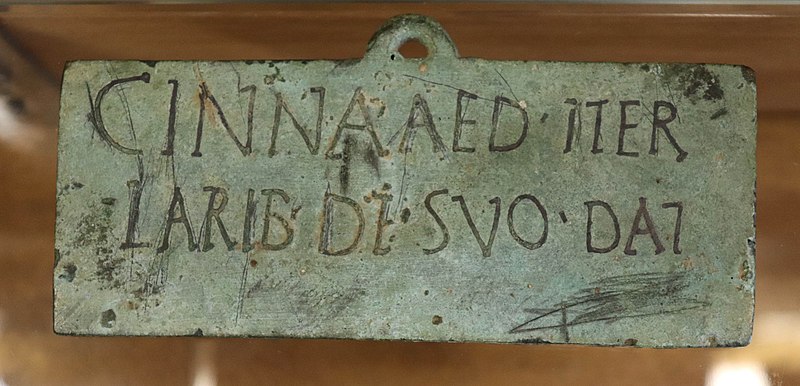 CINNA AED · ITER
LARIB · DE · SVO · DAT